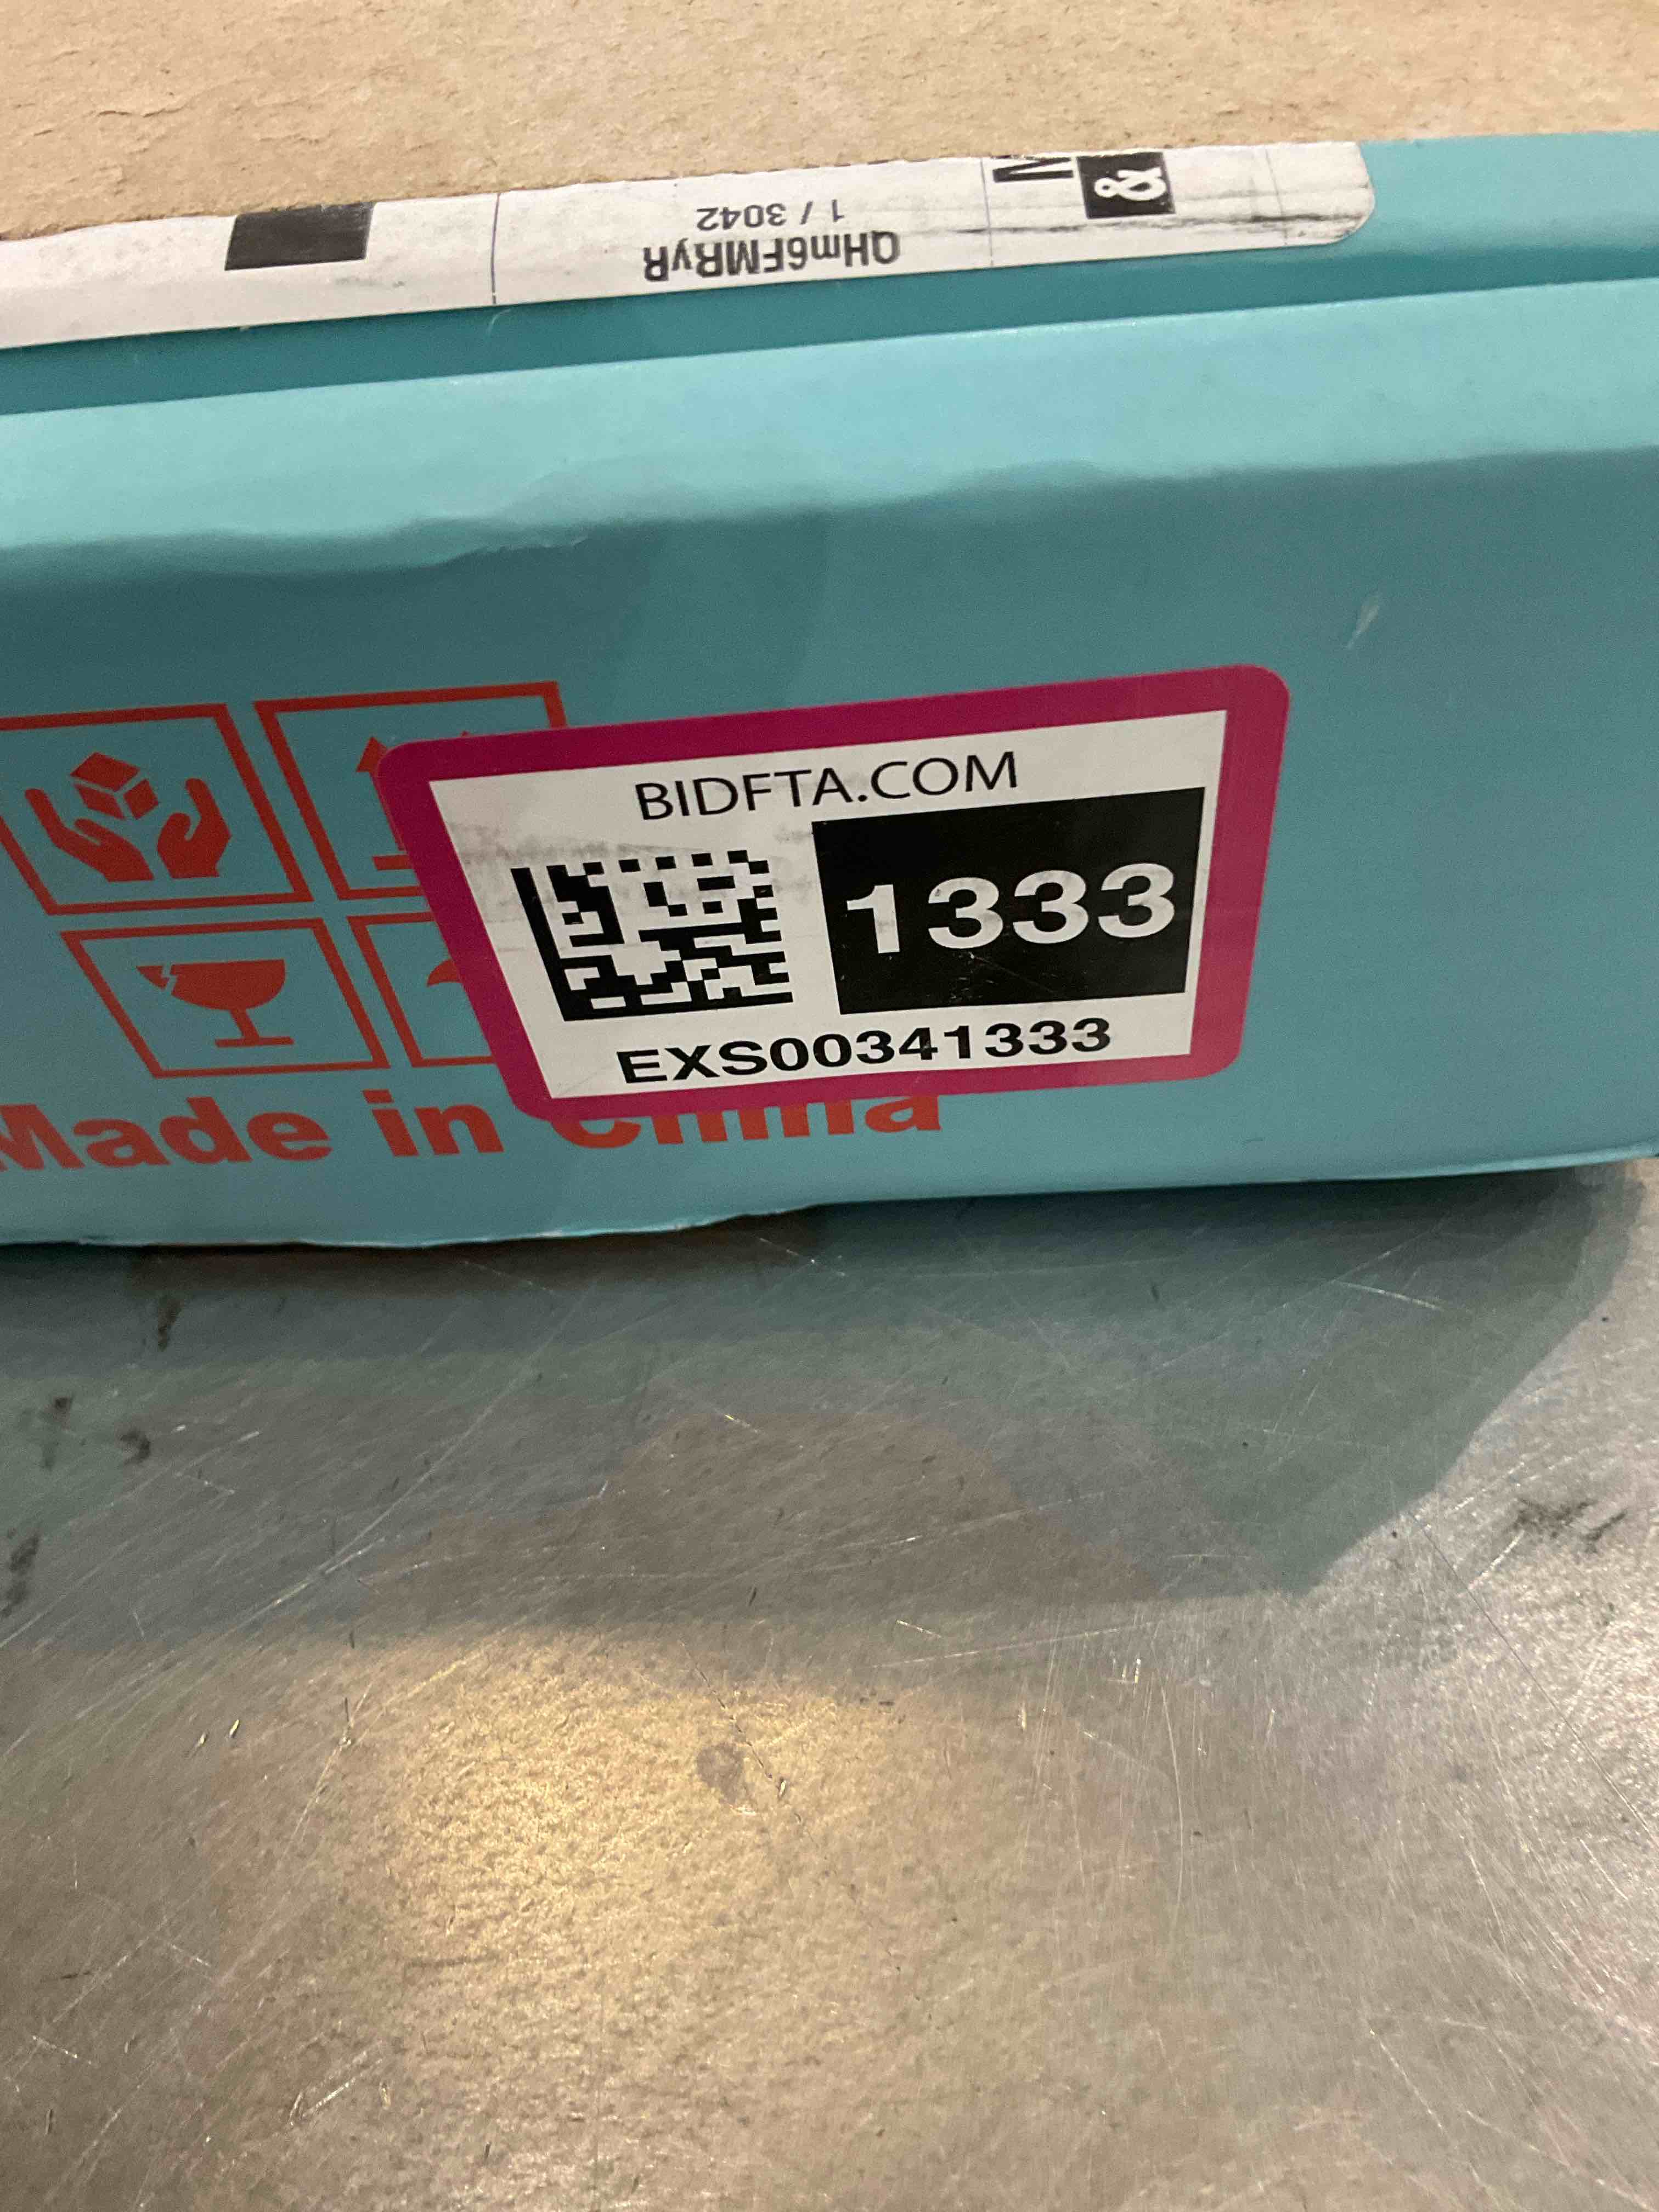 &
1 / 3042
QHm6FMRyR
BIDFTA.COM
1333
EXS00341333
Made in China